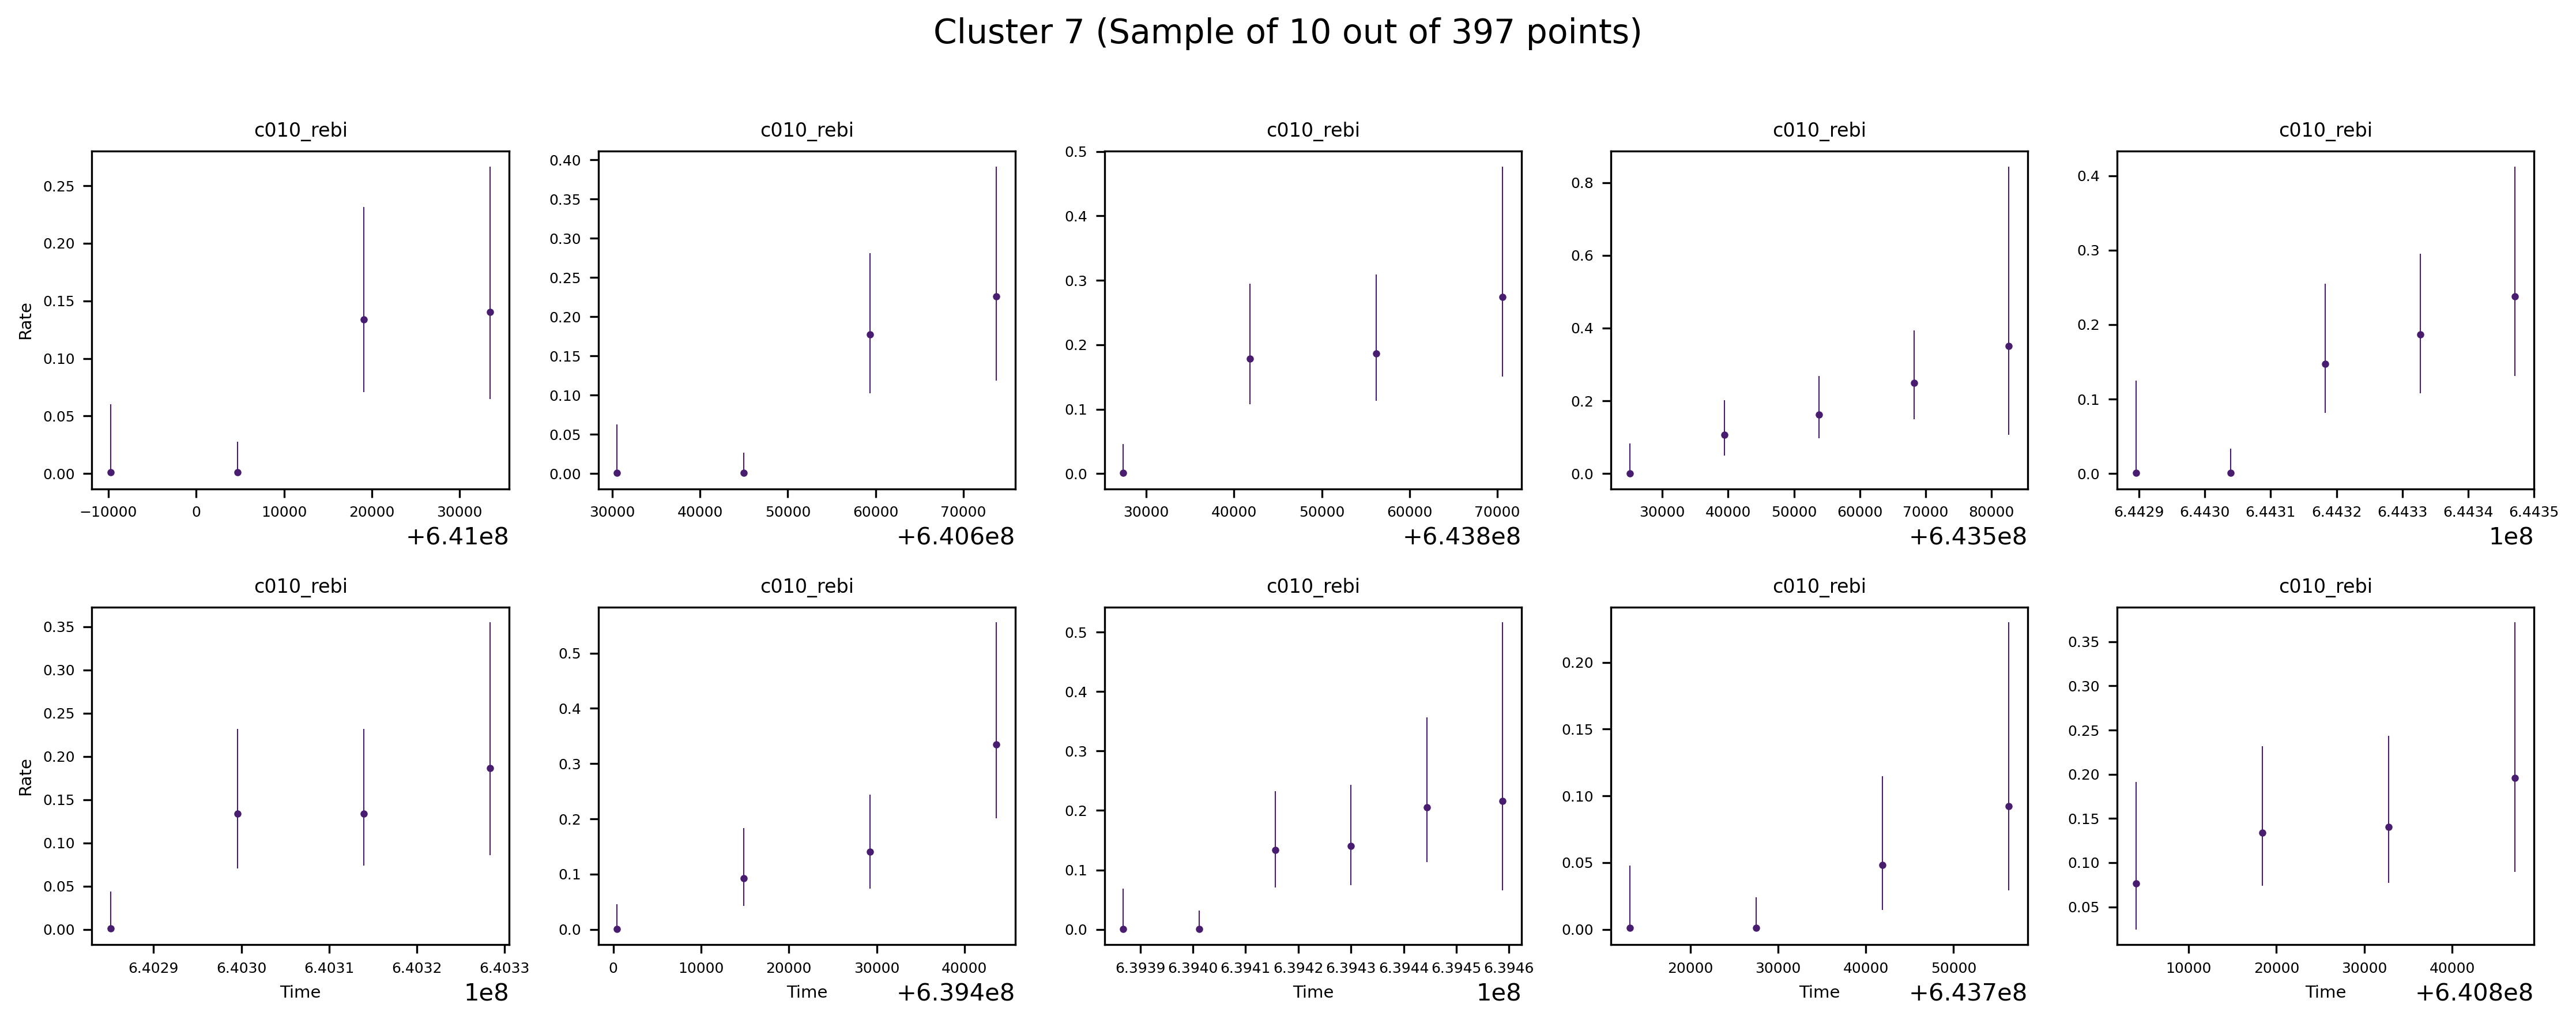 Cluster 7 (Sample of 10 out of 397 points)
c010_rebi c010_rebi c010_rebi c010_rebi c010_rebi
Rate
0.25
0.20
0.15
0.10
0.05
0.00
−10000 0 10000 20000 30000
+6.41e8
0.40
0.35
0.30
0.25
0.20
0.15
0.10
0.05
0.00
30000 40000 50000 60000 70000
+6.406e8
0.5
0.4
0.3
0.2
0.1
0.0
30000 40000 50000 60000 70000
+6.438e8
0.8
0.6
0.4
0.2
0.0
30000 40000 50000 60000 70000 80000
+6.435e8
0.4
0.3
0.2
0.1
0.0
6.4429 6.4430 6.4431 6.4432 6.4433 6.4434 6.4435
1e8
c010_rebi c010_rebi c010_rebi c010_rebi c010_rebi
Rate
0.35
0.30
0.25
0.20
0.15
0.10
0.05
0.00
6.4029 6.4030 6.4031 6.4032 6.4033
Time 1e8
0.5
0.4
0.3
0.2
0.1
0.0
0 10000 20000 30000 40000
Time +6.394e8
0.5
0.4
0.3
0.2
0.1
0.0
6.3939 6.3940 6.3941 6.3942 6.3943 6.3944 6.3945 6.3946
Time 1e8
0.20
0.15
0.10
0.05
0.00
20000 30000 40000 50000
Time +6.437e8
0.35
0.30
0.25
0.20
0.15
0.10
0.05
10000 20000 30000 40000
Time +6.408e8